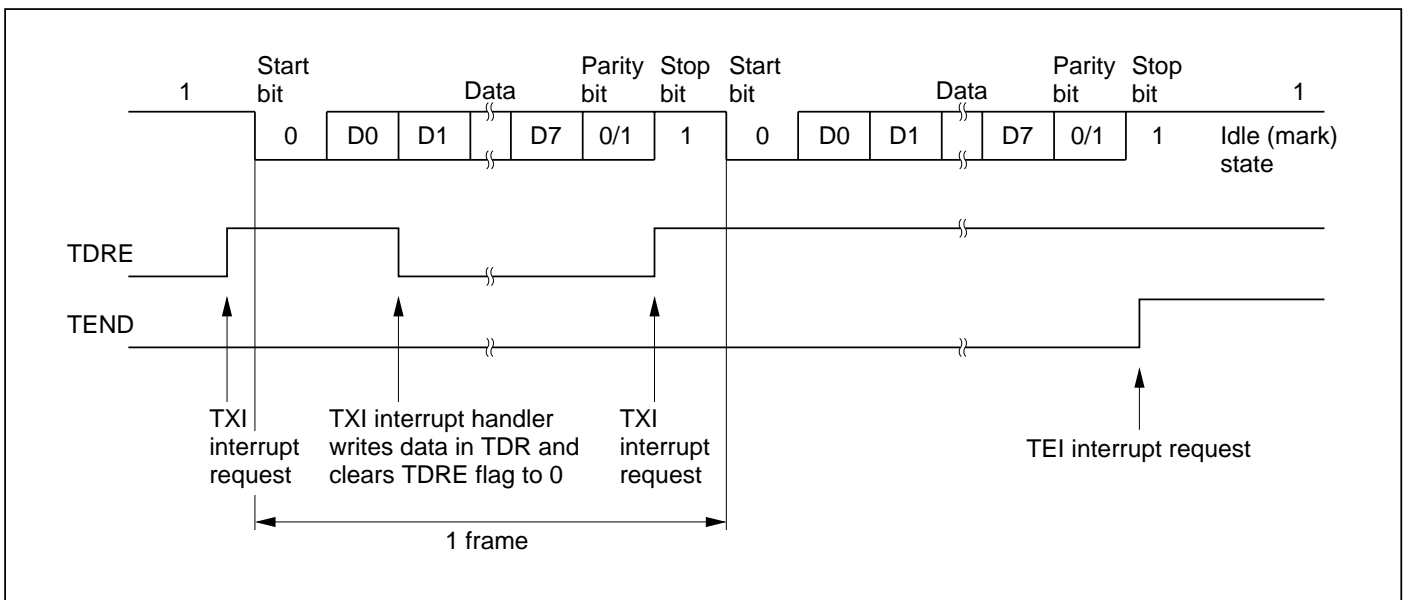 Start Parity Stop Start Parity Stop
1 bit Data bit bit bit Data bit bit 1
0 D0 D1 D7 0/1 1 0 D0 D1 D7 0/1 1 Idle (mark)
state
TDRE
TEND
TXI
interrupt
request
TXI interrupt handler
writes data in TDR and
clears TDRE flag to 0
TXI
interrupt
request
TEI interrupt request
1 frame